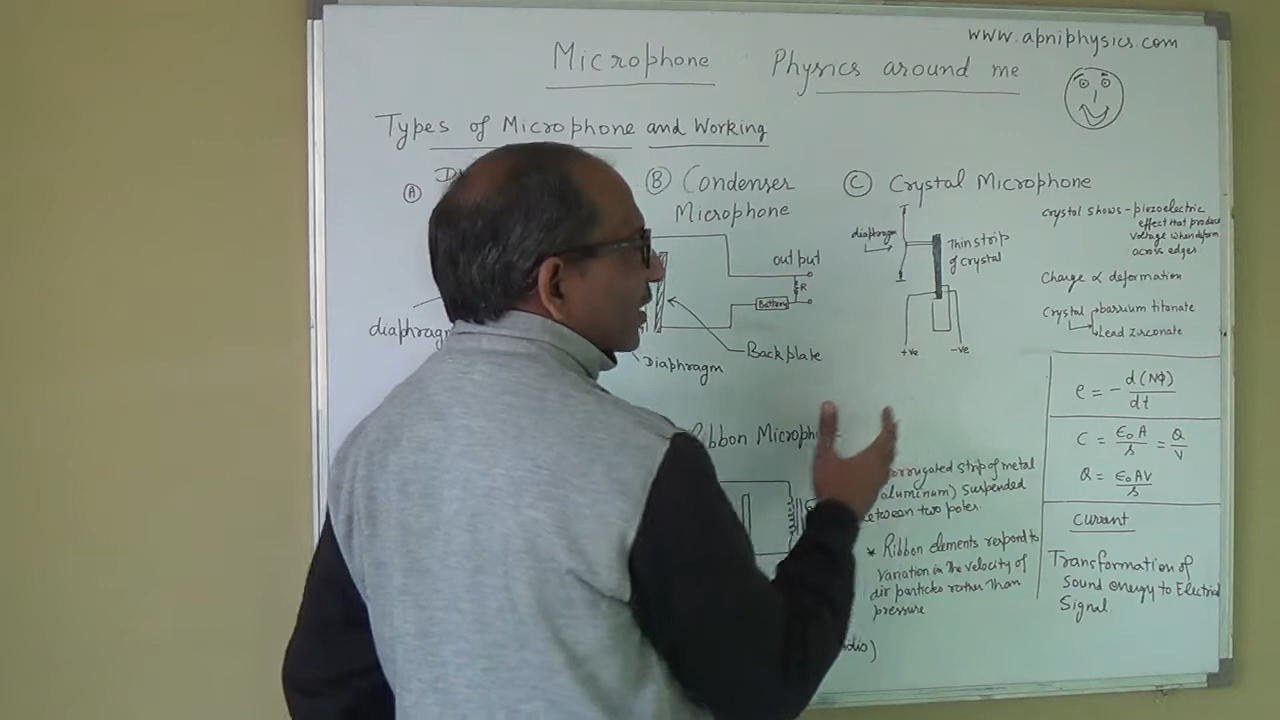 www.apniphysics.com
Microphone Physics around me
Types of Microphone and Working
A
diaphragm
B Condenser
Microphone
output
R
Battery
Back plate
Diaphragm
C Crystal Microphone
diaphragm
Thin strip
of crystal
+ve
-ve
Crystal shows - piezoelectric
effect that produce
voltage when deform
across edges
Charge ∝ deformation
Crystal
barrium titanate
Lead zirconate
Ribbon Microph
corrugated strip of metal
aluminum) suspended
between two poles.
* Ribbon elements respond to
variation in the velocity of
air particles rather than
pressure
e = - d(NΦ)/dt
C = ε₀A/s = Q/V
Q = ε₀AV/s
Current
Transformation of
Sound energy to Electrical
Signal.